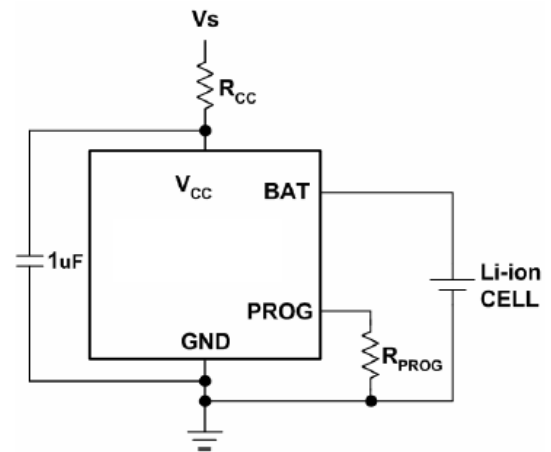 Vs
RCC
VCC
BAT
1uF
Li-ion
CELL
PROG
GND
RPROG